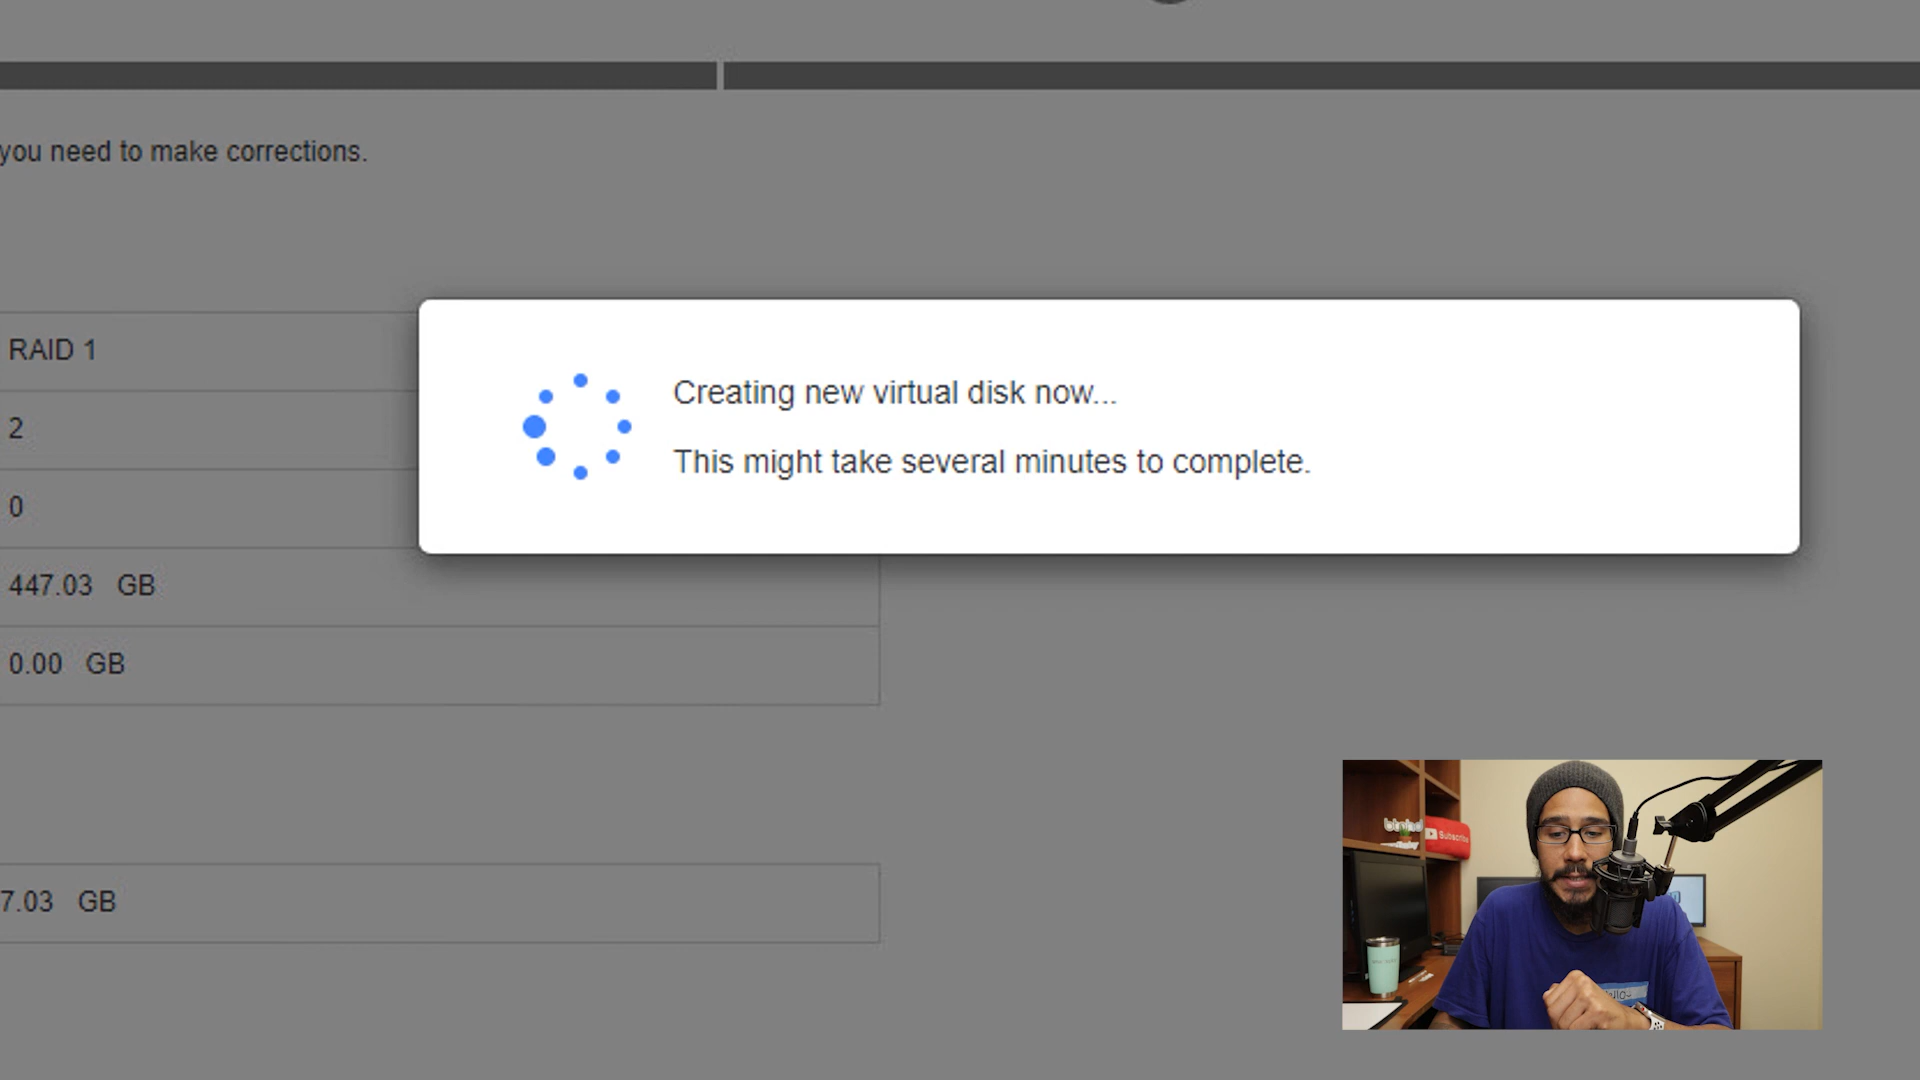 you need to make corrections.
RAID 1
2
0
447.03 GB
0.00 GB
7.03 GB
Creating new virtual disk now...
This might take several minutes to complete.
Subscribe